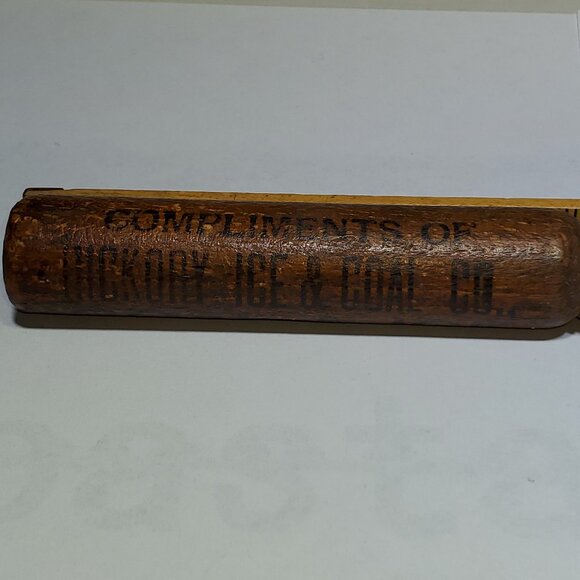 COMPLIMENTS OF
HICKORY ICE & COAL CO.